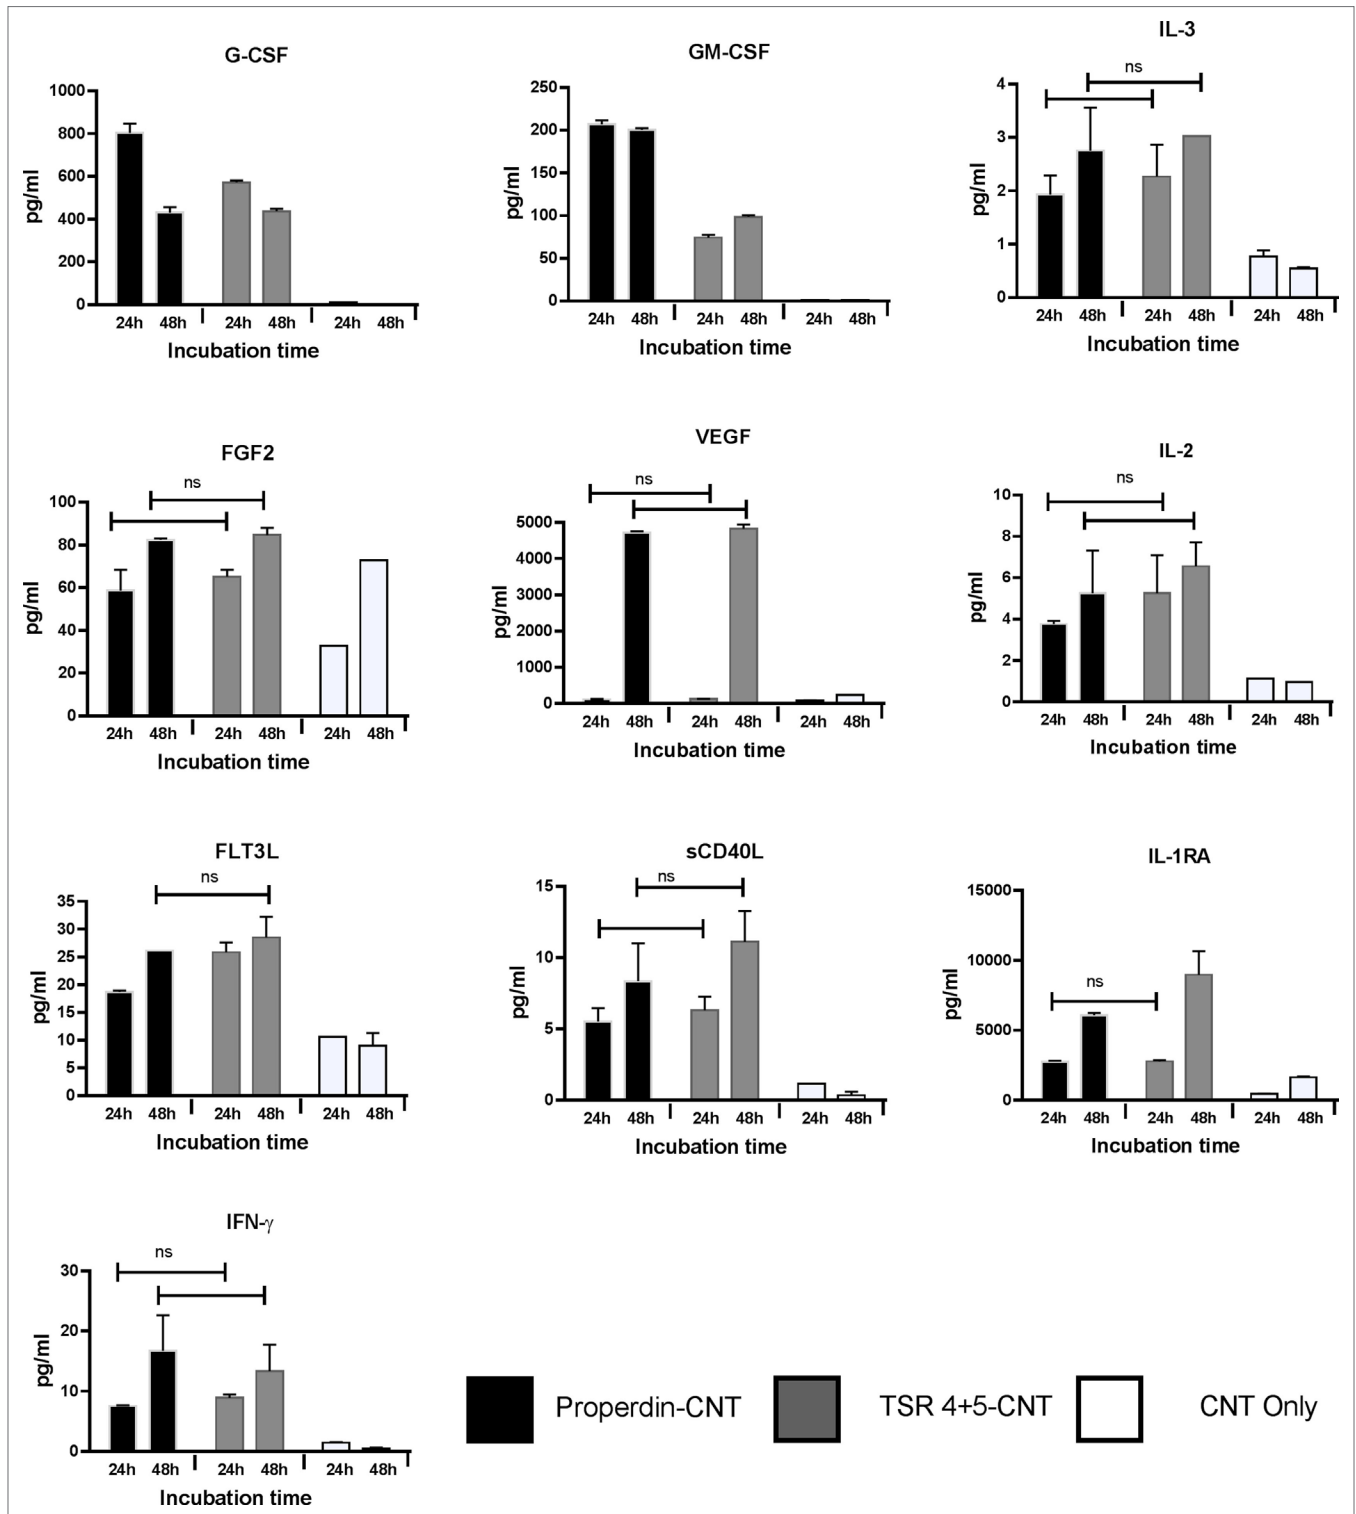 G-CSF
1000
800
600
400
200
0
pg/ml
24h 48h 24h 48h 24h 48h
Incubation time
GM-CSF
250
200
150
100
50
0
pg/ml
24h 48h 24h 48h 24h 48h
Incubation time
IL-3
ns
4
3
2
1
0
pg/ml
24h 48h 24h 48h 24h 48h
Incubation time
FGF2
ns
100
80
60
40
20
0
pg/ml
24h 48h 24h 48h 24h 48h
Incubation time
VEGF
ns
5000
4000
3000
2000
1000
0
pg/ml
24h 48h 24h 48h 24h 48h
Incubation time
IL-2
ns
10
8
6
4
2
0
pg/ml
24h 48h 24h 48h 24h 48h
Incubation time
FLT3L
ns
35
30
25
20
15
10
5
0
pg/ml
24h 48h 24h 48h 24h 48h
Incubation time
sCD40L
ns
15
10
5
0
pg/ml
24h 48h 24h 48h 24h 48h
Incubation time
IL-1RA
15000
10000
ns
5000
0
pg/ml
24h 48h 24h 48h 24h 48h
Incubation time
IFN-γ
ns
30
20
10
0
pg/ml
24h 48h 24h 48h 24h 48h
Incubation time
Properdin-CNT TSR 4+5-CNT CNT Only